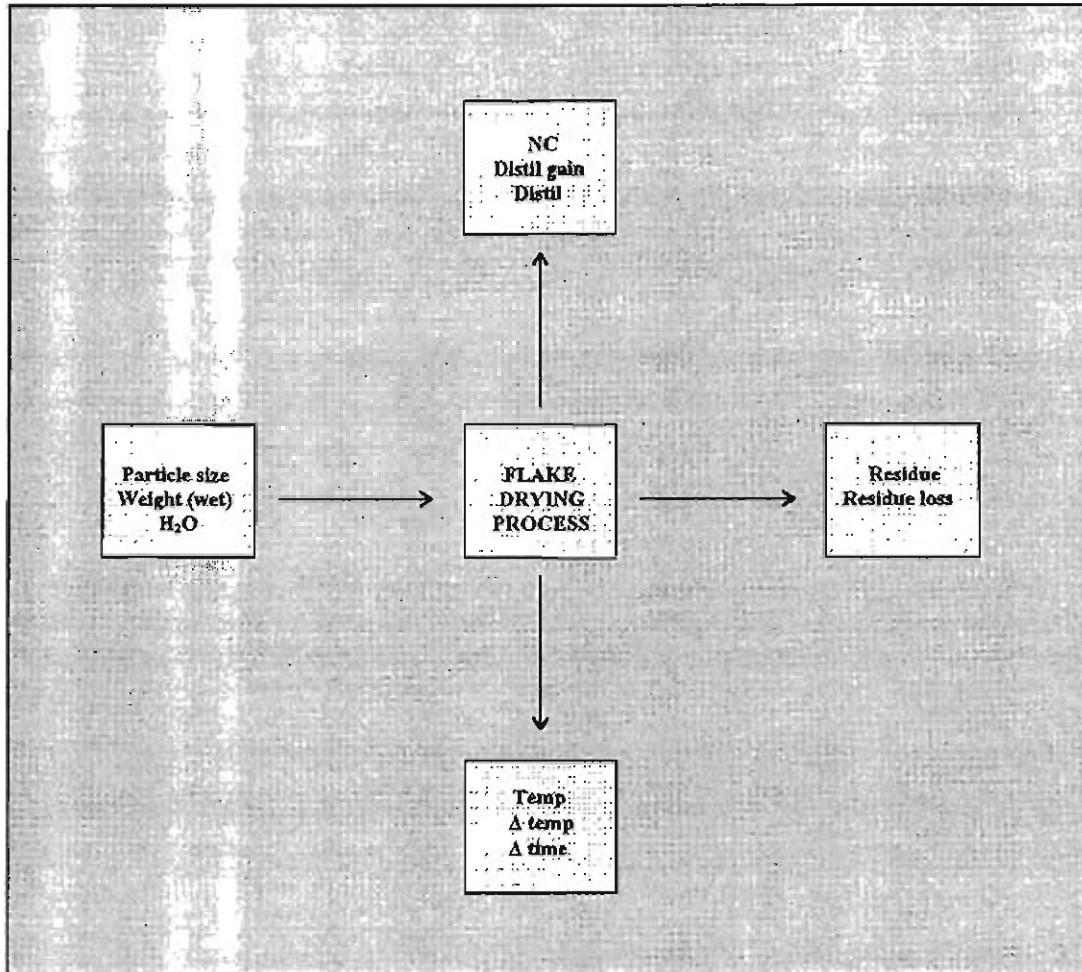 NC
Distil gain
Distil
Particle size
Weight (wet)
H₂O
FLAKE
DRYING
PROCESS
Residue
Residue loss
Temp
Δ temp
Δ time